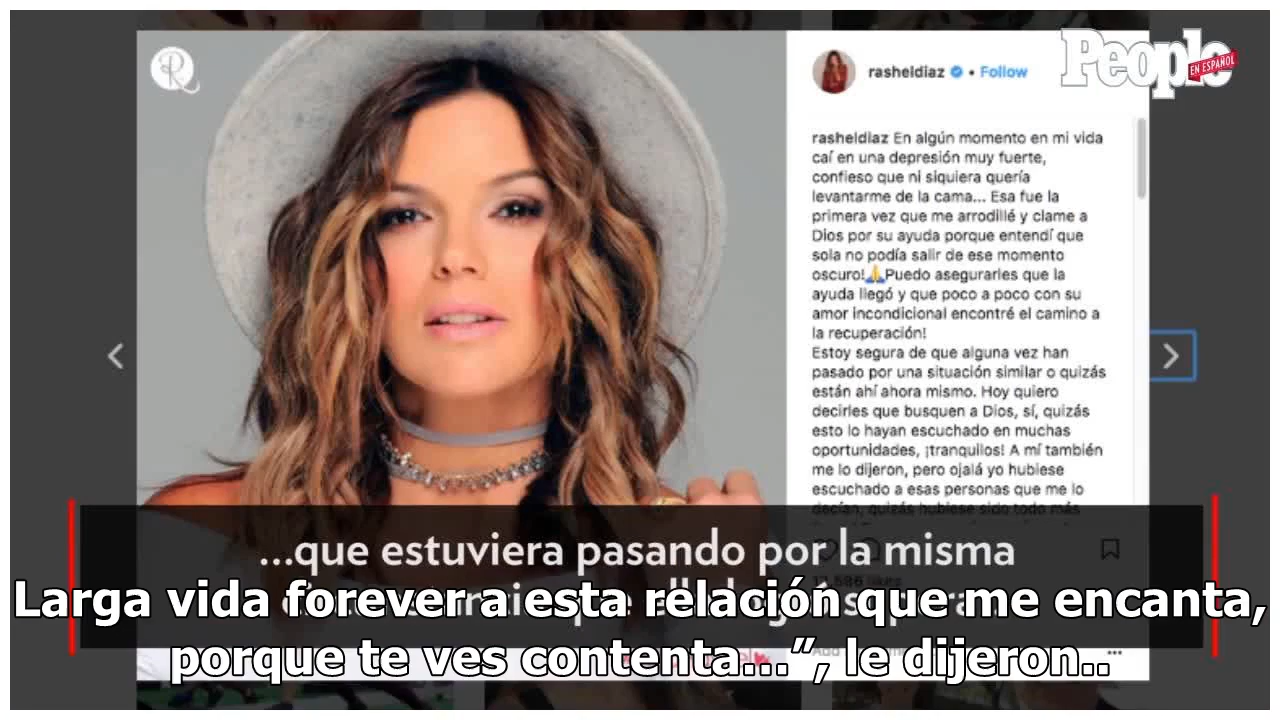 R
People
EN ESPAÑOL
rasheldiaz • Follow
rasheldiaz En algún momento en mi vida
caí en una depresión muy fuerte,
confieso que ni siquiera quería
levantarme de la cama... Esa fue la
primera vez que me arrodillé y clame a
Dios por su ayuda porque entendí que
sola no podía salir de ese momento
oscuro!🙏Puedo asegurarles que la
ayuda llegó y que poco a poco con su
amor incondicional encontré el camino a
la recuperación!
Estoy segura de que alguna vez han
pasado por una situación similar o quizás
están ahí ahora mismo. Hoy quiero
decirles que busquen a Dios, sí, quizás
esto lo hayan escuchado en muchas
oportunidades, ¡tranquilos! A mí también
me lo dijeron, pero ojalá yo hubiese
escuchado a esas personas que me lo
decían, quizás hubiese sido todo más
...que estuviera pasando por la misma
Larga vida forever a esta relación que me encanta,
porque te ves contenta...”, le dijeron..